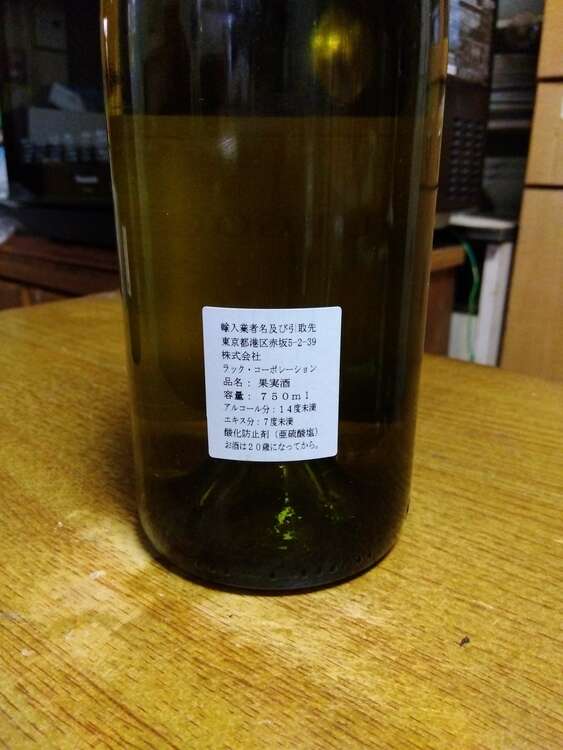 輸入業者名及び引取先
東京都港区赤坂5-2-39
株式会社
ラック・コーポレーション
品名： 果実酒
容量： 750ml
アルコール分：14度未満
エキス分：7度未満
酸化防止剤（亜硫酸塩）
お酒は20歳になってから。